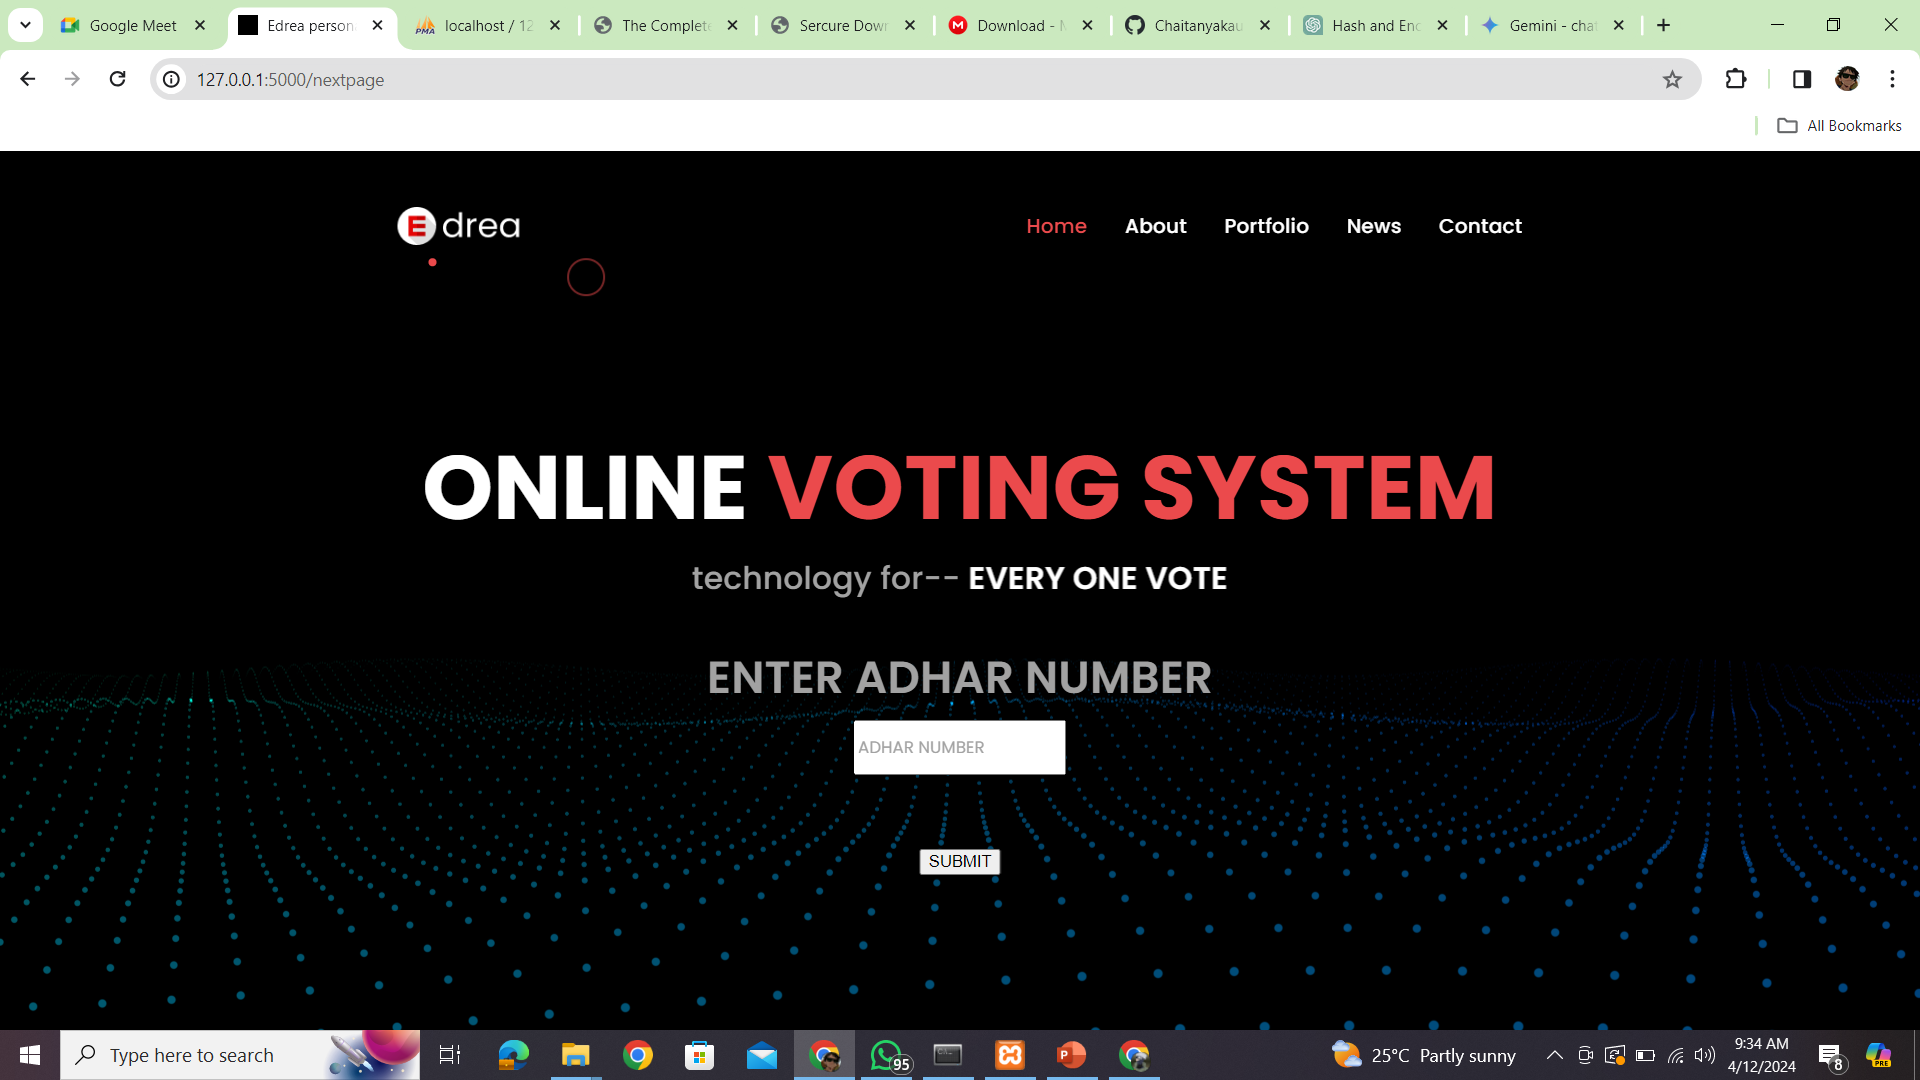 Google Meet
Edrea person
localhost / 12
The Complete
Sercure Dow
Download - M
Chaitanyakau
Hash and Enc
Gemini - chat
127.0.0.1:5000/nextpage
All Bookmarks
Edrea
Home
About
Portfolio
News
Contact
ONLINE VOTING SYSTEM
technology for-- EVERY ONE VOTE
ENTER ADHAR NUMBER
ADHAR NUMBER
SUBMIT
Type here to search
95
25°C Partly sunny
9:34 AM
4/12/2024
8
PRE